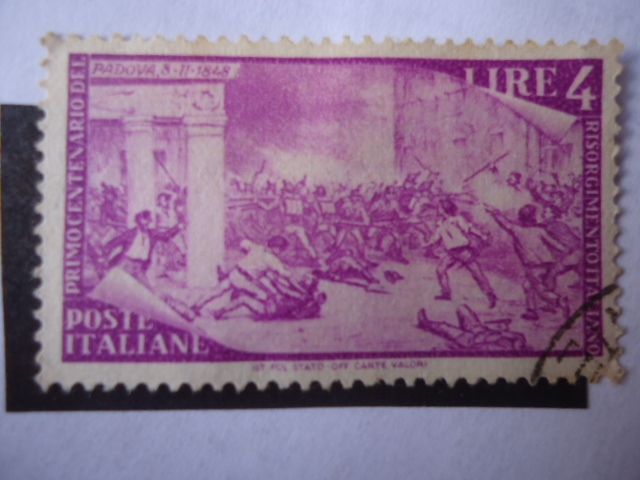 PADOVA 8-II-1848
LIRE 4
PRIMO CENTENARIO DEL
RISORGIMENTO ITALIANO
POSTE
ITALIANE
IST. POL. STATO OFF. CARTE VALORI